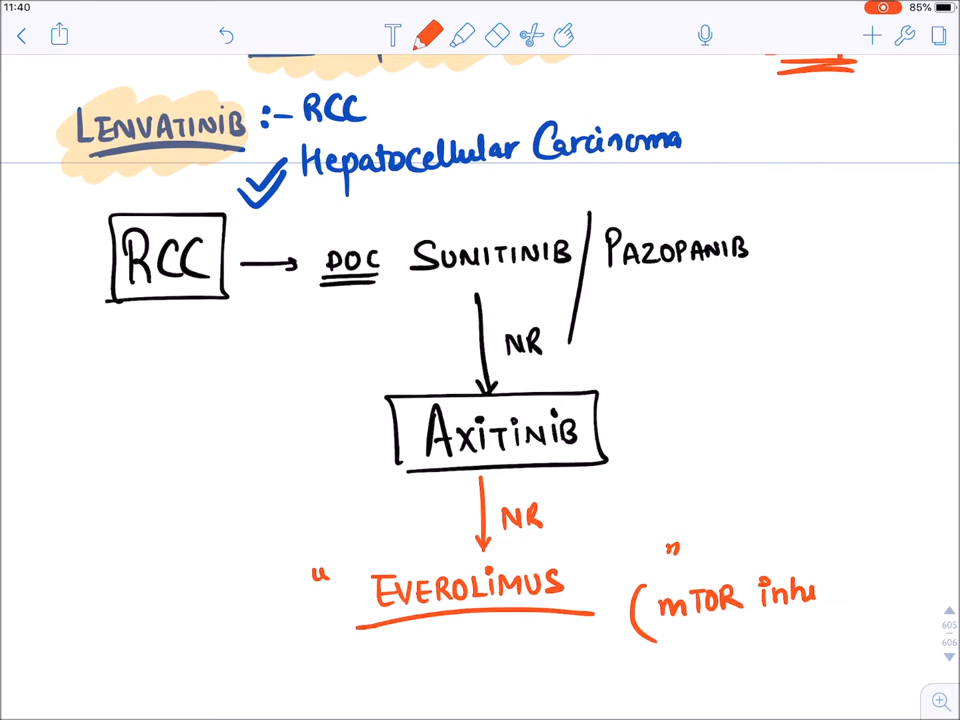 11:40
85%
LENVATINIB :- RCC
Hepatocellular Carcinoma
RCC → DOC SUNITINIB / PAZOPANIB
NR
AXITINIB
NR
" EVEROLIMUS "
(mTOR inh
605
606